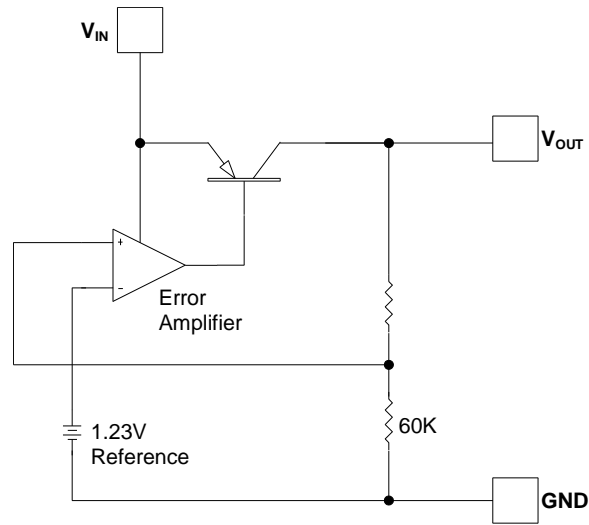 VIN
VOUT
+
-
Error
Amplifier
1.23V
Reference
60K
GND